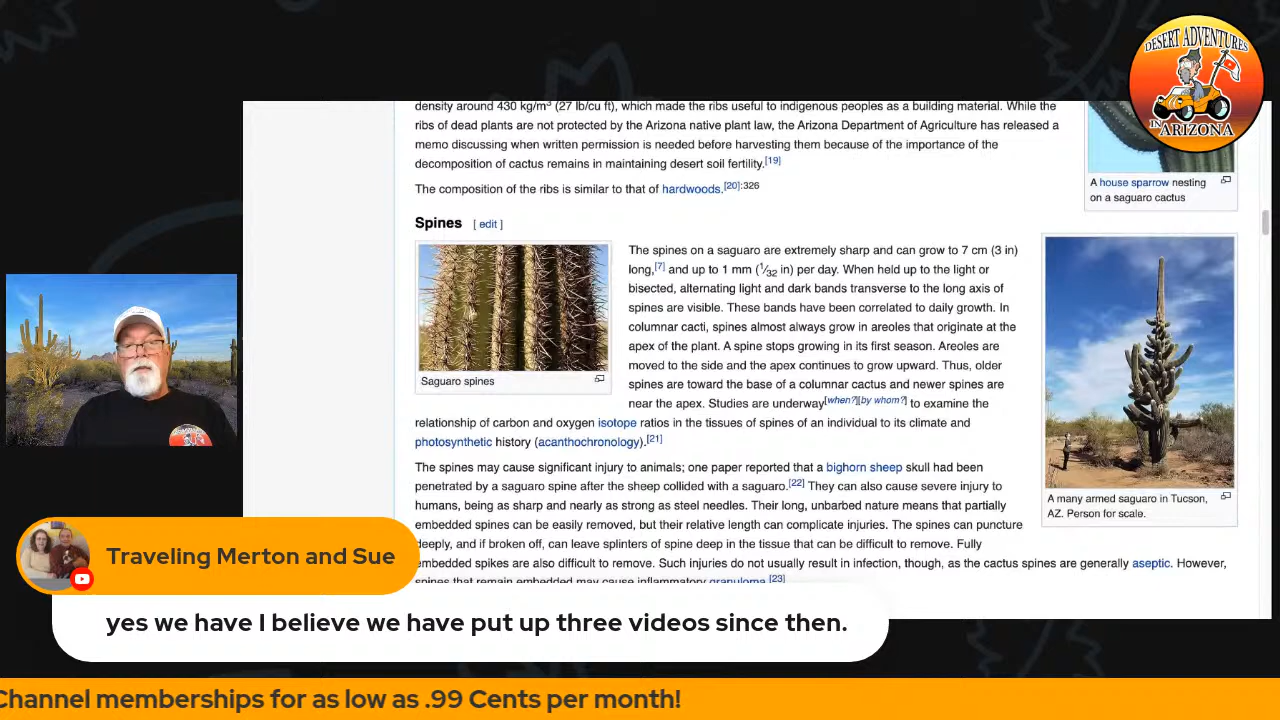 DESERT ADVENTURES
IN ARIZONA
density around 430 kg/m³ (27 lb/cu ft), which made the ribs useful to indigenous peoples as a building material. While the
ribs of dead plants are not protected by the Arizona native plant law, the Arizona Department of Agriculture has released a
memo discussing when written permission is needed before harvesting them because of the importance of the
decomposition of cactus remains in maintaining desert soil fertility.[19]
The composition of the ribs is similar to that of hardwoods.[20]:326
A house sparrow nesting
on a saguaro cactus
Spines [ edit ]
Saguaro spines
The spines on a saguaro are extremely sharp and can grow to 7 cm (3 in)
long,[7] and up to 1 mm (1⁄32 in) per day. When held up to the light or
bisected, alternating light and dark bands transverse to the long axis of
spines are visible. These bands have been correlated to daily growth. In
columnar cacti, spines almost always grow in areoles that originate at the
apex of the plant. A spine stops growing in its first season. Areoles are
moved to the side and the apex continues to grow upward. Thus, older
spines are toward the base of a columnar cactus and newer spines are
near the apex. Studies are underway[when?][by whom?] to examine the
relationship of carbon and oxygen isotope ratios in the tissues of spines of an individual to its climate and
photosynthetic history (acanthochronology).[21]
A many armed saguaro in Tucson,
AZ. Person for scale.
The spines may cause significant injury to animals; one paper reported that a bighorn sheep skull had been
penetrated by a saguaro spine after the sheep collided with a saguaro.[22] They can also cause severe injury to
humans, being as sharp and nearly as strong as steel needles. Their long, unbarbed nature means that partially
embedded spines can be easily removed, but their relative length can complicate injuries. The spines can puncture
deeply, and if broken off, can leave splinters of spine deep in the tissue that can be difficult to remove. Fully
embedded spikes are also difficult to remove. Such injuries do not usually result in infection, though, as the cactus spines are generally aseptic. However,
spines that remain embedded may cause inflammatory granuloma.[23]
Traveling Merton and Sue
yes we have I believe we have put up three videos since then.
Channel memberships for as low as .99 Cents per month!